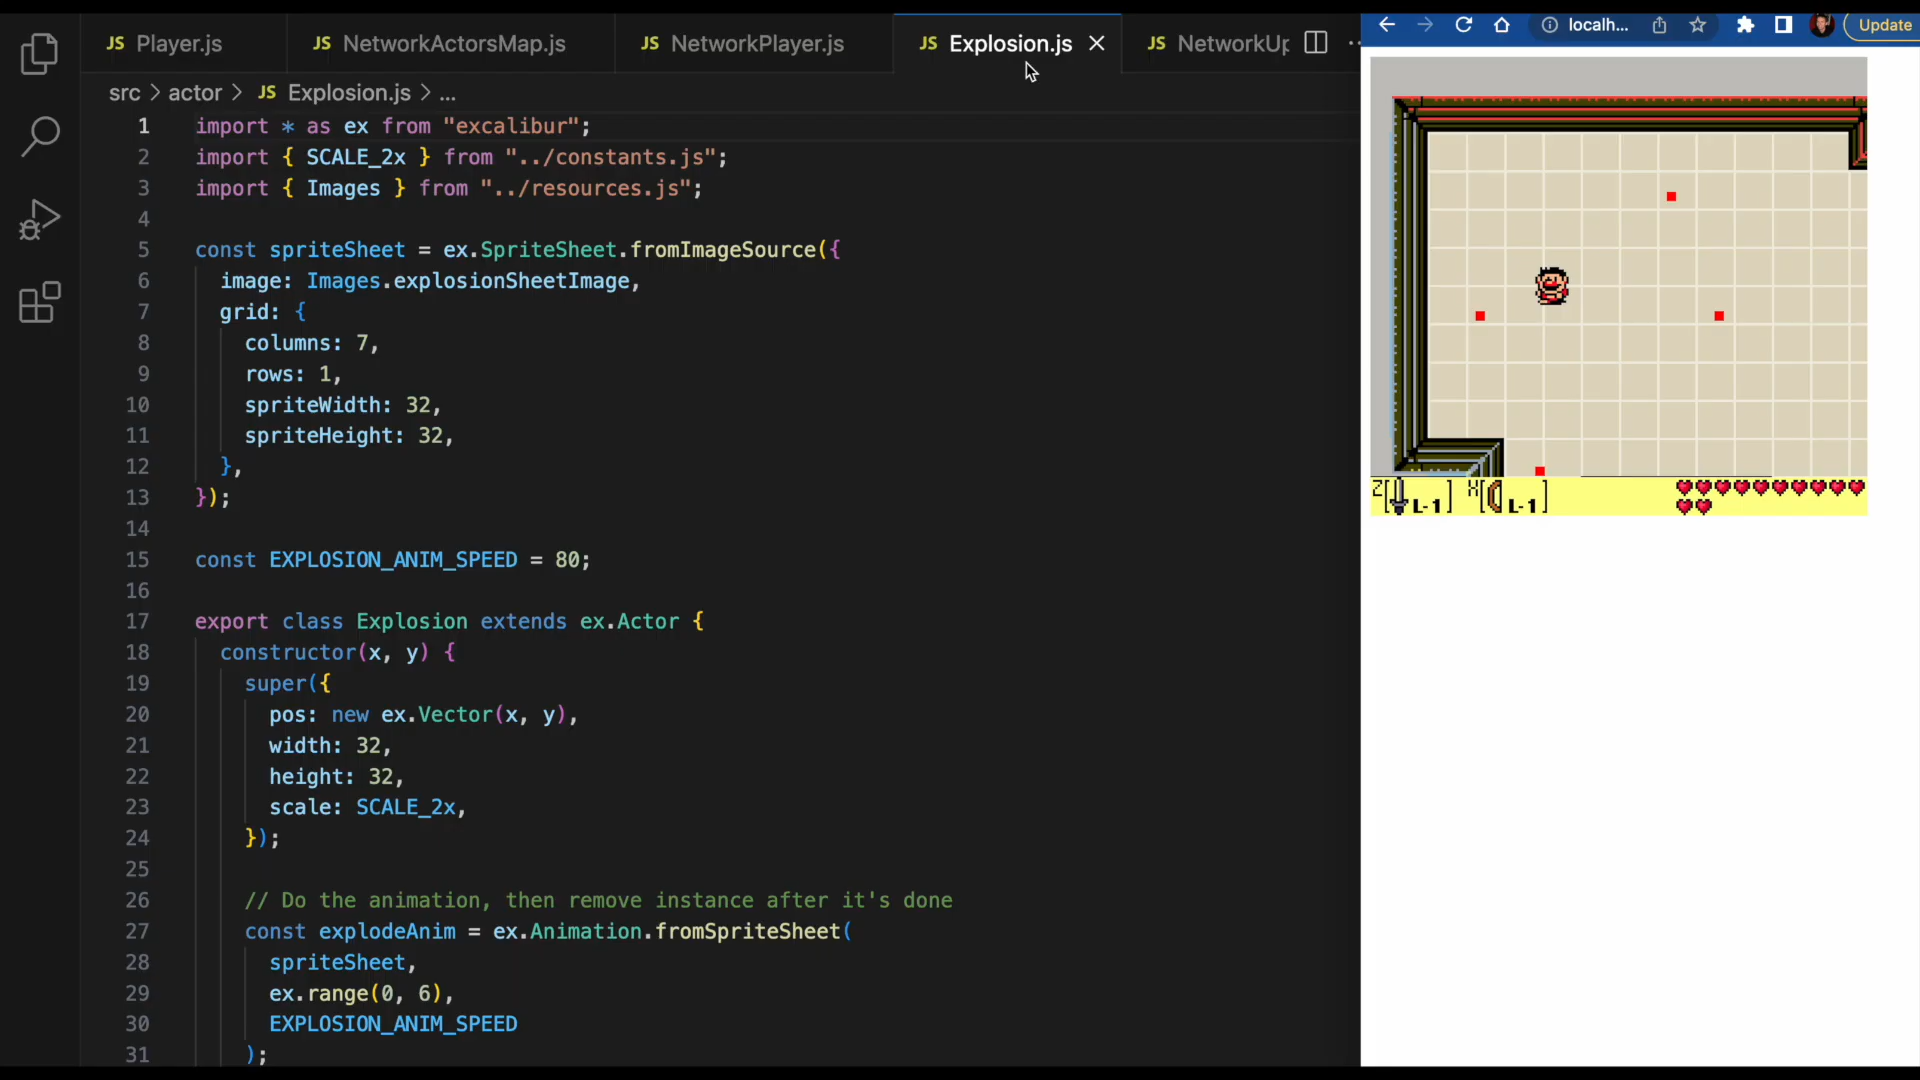 JS Player.js
JS NetworkActorsMap.js
JS NetworkPlayer.js
JS Explosion.js
JS NetworkUp
src > actor > JS Explosion.js > ...
1 import * as ex from "excalibur";
2 import { SCALE_2x } from "../constants.js";
3 import { Images } from "../resources.js";
4
5 const spriteSheet = ex.SpriteSheet.fromImageSource({
6 image: Images.explosionSheetImage,
7 grid: {
8 columns: 7,
9 rows: 1,
10 spriteWidth: 32,
11 spriteHeight: 32,
12 },
13 });
14
15 const EXPLOSION_ANIM_SPEED = 80;
16
17 export class Explosion extends ex.Actor {
18 constructor(x, y) {
19 super({
20 pos: new ex.Vector(x, y),
21 width: 32,
22 height: 32,
23 scale: SCALE_2x,
24 });
25
26 // Do the animation, then remove instance after it's done
27 const explodeAnim = ex.Animation.fromSpriteSheet(
28 spriteSheet,
29 ex.range(0, 6),
30 EXPLOSION_ANIM_SPEED
31 );
localh...
Update
Z[ L-1] X[ L-1]